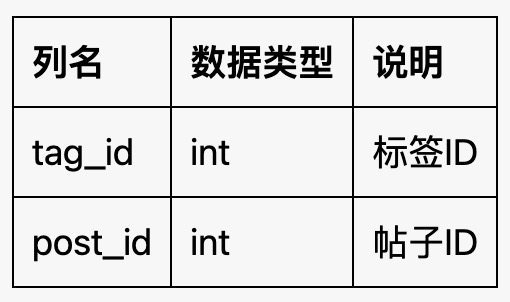 列名 数据类型 说明
tag_id int 标签ID
post_id int 帖子ID